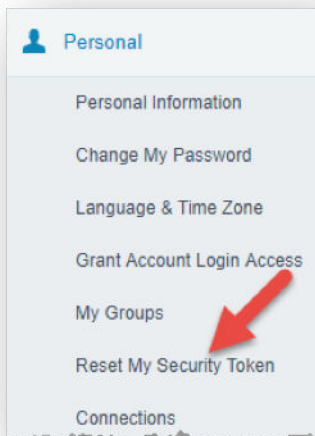 Personal
Personal Information
Change My Password
Language & Time Zone
Grant Account Login Access
My Groups
Reset My Security Token
Connections